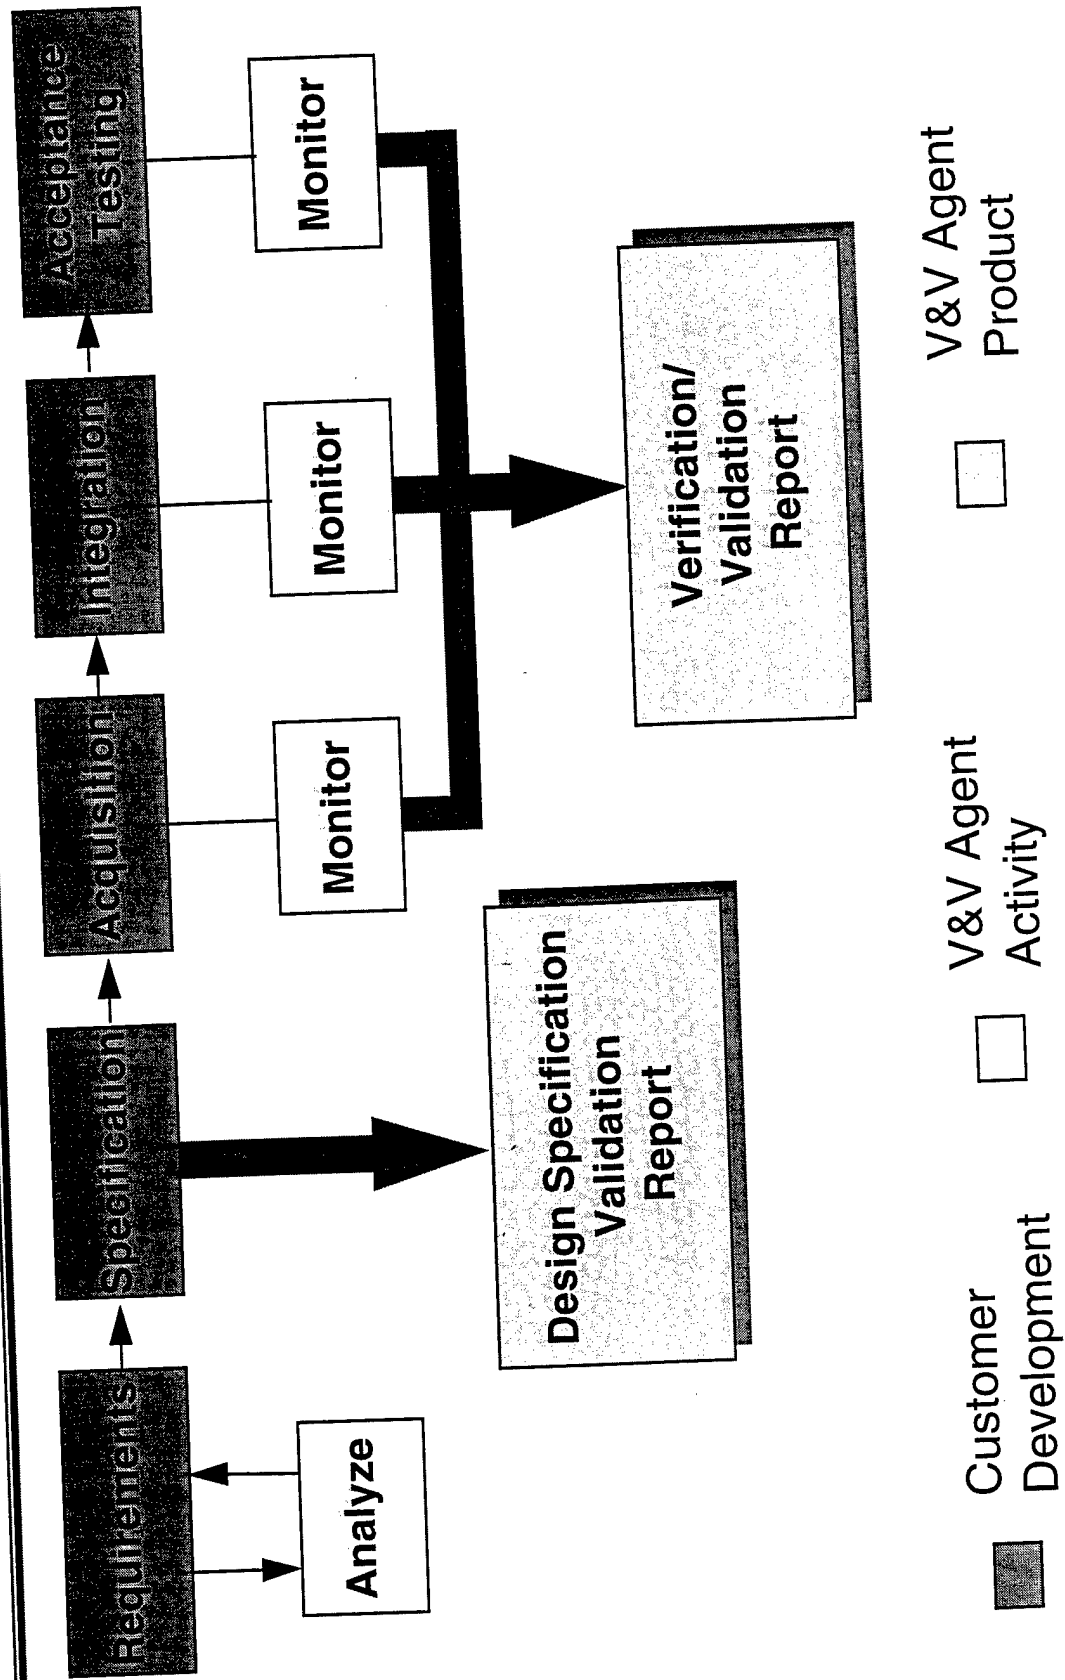 Requirements
Specification
Acquisition
Integration
Acceptance
Testing
Analyze
Monitor
Monitor
Monitor
Design Specification
Validation
Report
Verification/
Validation
Report
Customer
Development
V&V Agent
Activity
V&V Agent
Product